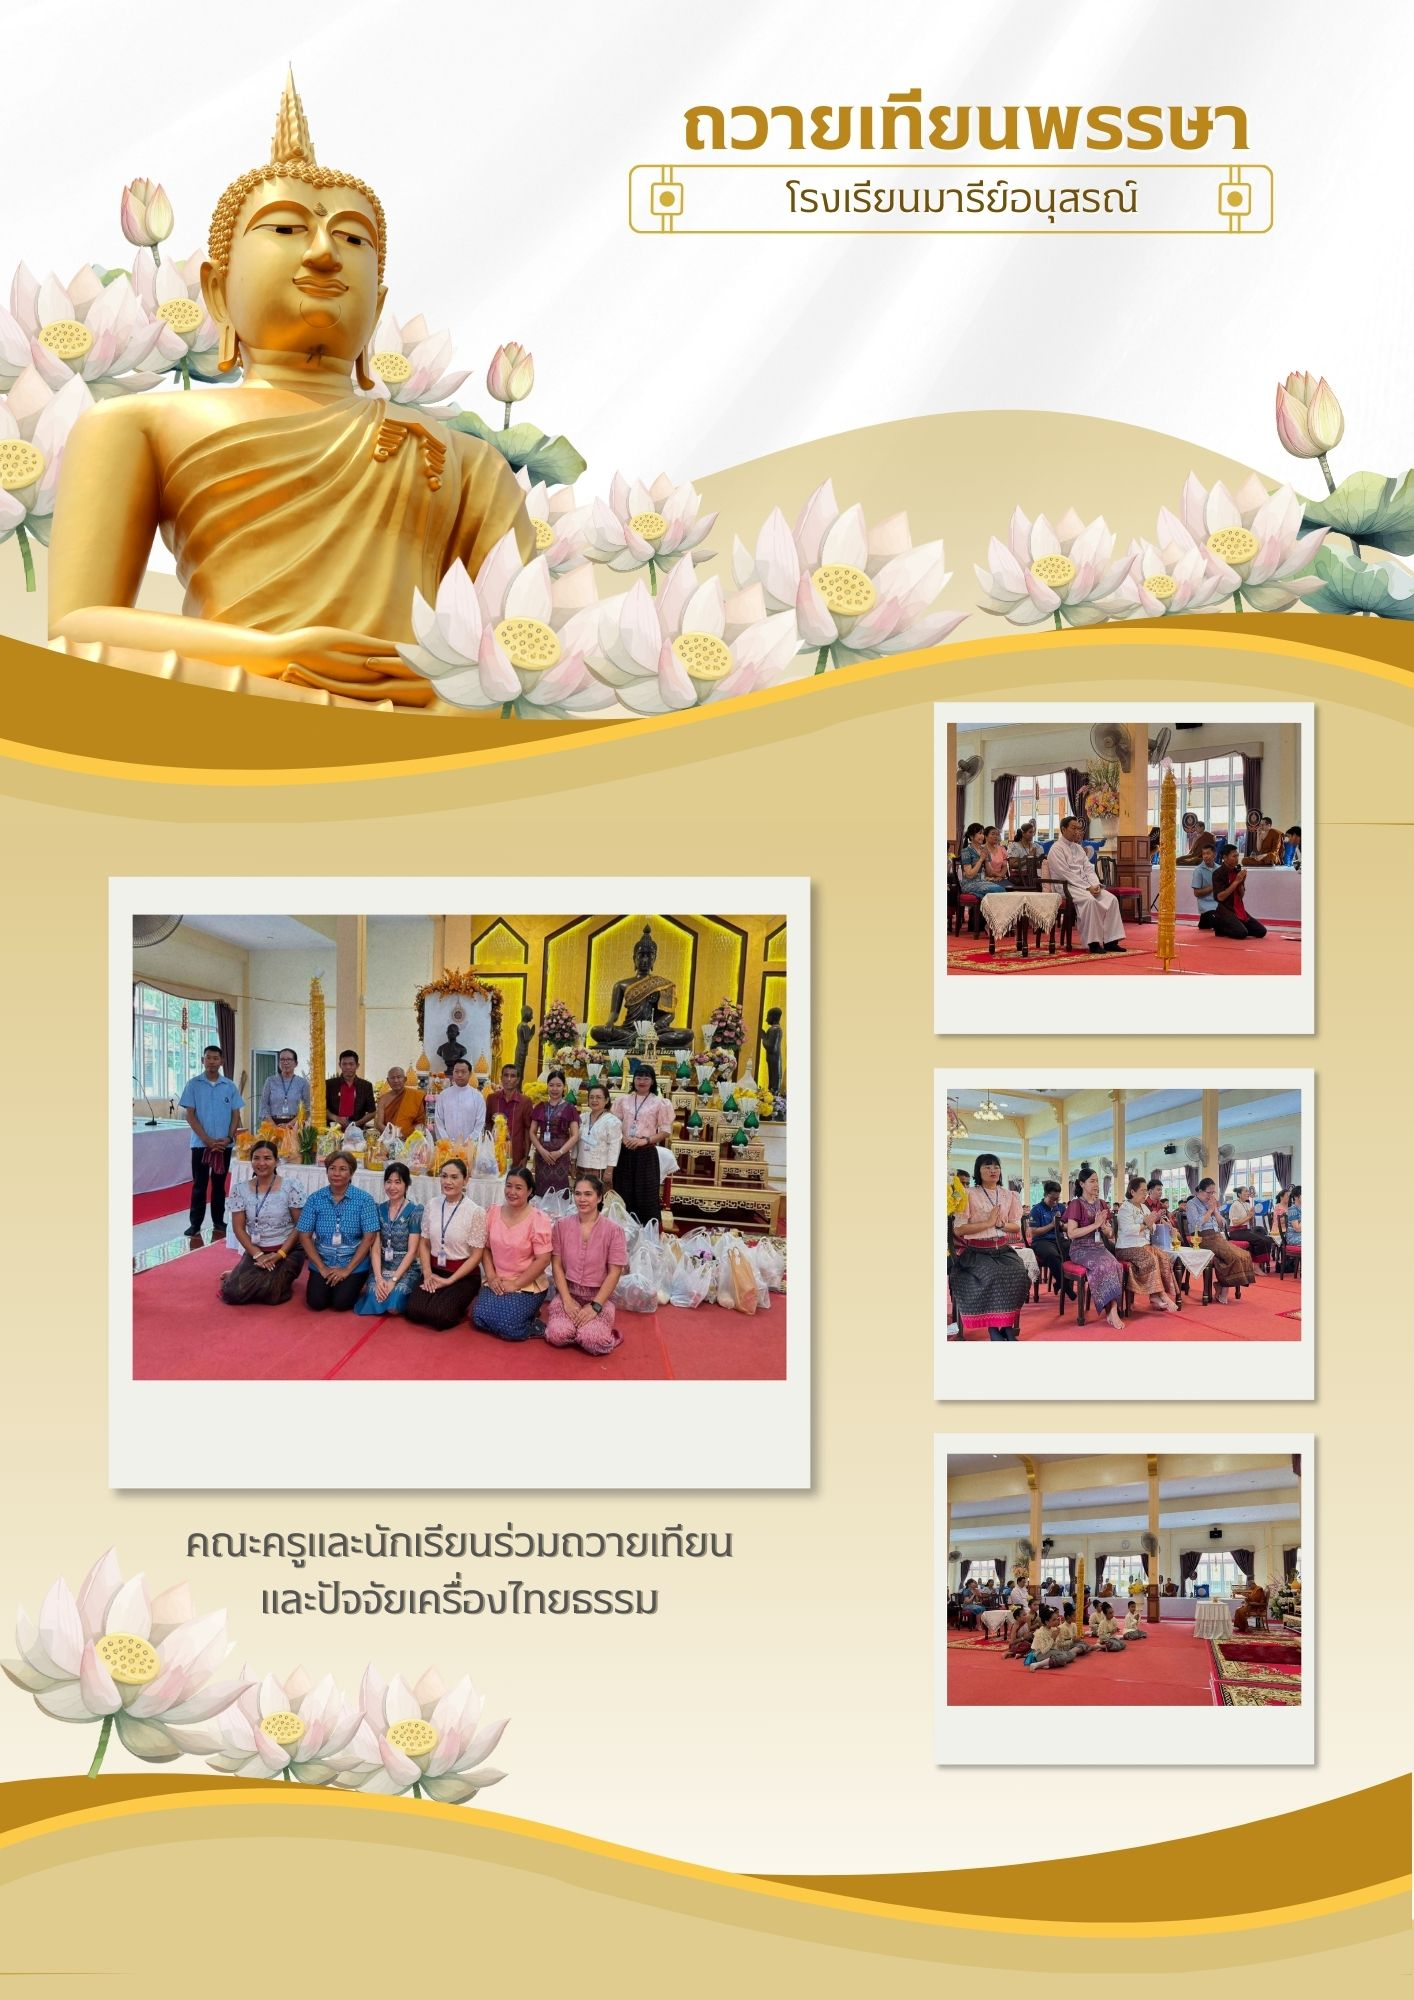 ถวายเทียนพรรษา
โรงเรียนมารีย์อนุสรณ์
คณะครูและนักเรียนร่วมถวายเทียน
และปัจจัยเครื่องไทยธรรม